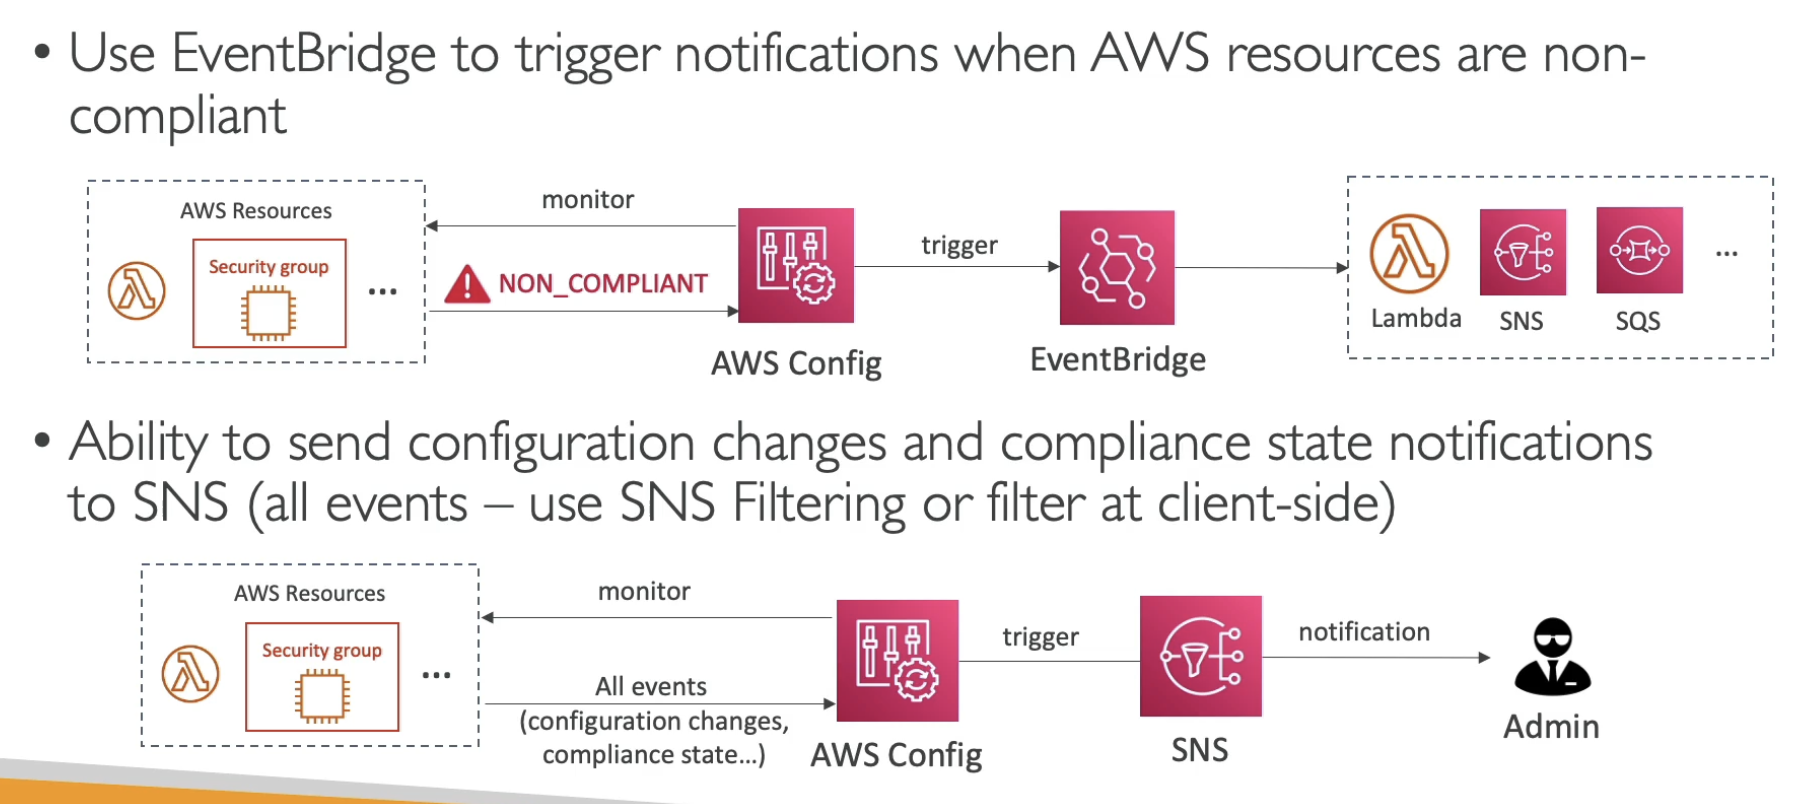 • Use EventBridge to trigger notifications when AWS resources are non-
compliant
AWS Resources
Security group
...
monitor
NON_COMPLIANT
AWS Config
trigger
EventBridge
Lambda
SNS
SQS
...
• Ability to send configuration changes and compliance state notifications
to SNS (all events – use SNS Filtering or filter at client-side)
AWS Resources
Security group
...
monitor
All events
(configuration changes,
compliance state...)
AWS Config
trigger
SNS
notification
Admin